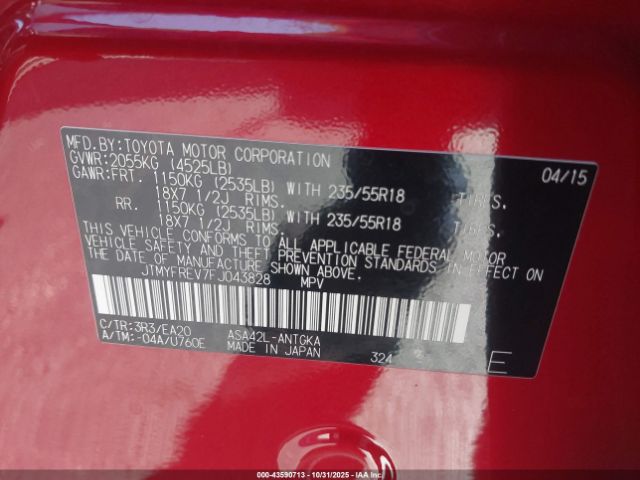 MFD.BY:TOYOTA MOTOR CORPORATION 04/15
GVWR:2055KG (4525LB)
GAWR:FRT. 1150KG (2535LB) WITH 235/55R18 TIRES,
18X7 1/2J RIMS.
RR. 1150KG (2535LB) WITH 235/55R18 TIRES,
18X7 1/2J RIMS.
THIS VEHICLE CONFORMS TO ALL APPLICABLE FEDERAL MOTOR
VEHICLE SAFETY AND THEFT PREVENTION STANDARDS IN EFFECT ON
THE DATE OF MANUFACTURE SHOWN ABOVE.
JTMYFREV7FJ043828 MPV
C/TR:3R3/EA20 ASA42L-ANTGKA
A/TM:-04A/U760E MADE IN JAPAN 324 E
000-43590713 - 10/31/2025 - IAA